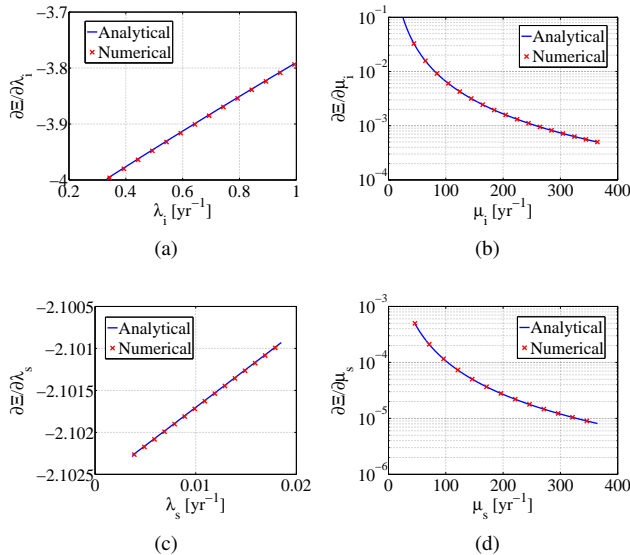 −3.7
−3.8
−3.9
−4
∂Ξ/∂λi
Analytical
Numerical
0.2 0.4 0.6 0.8 1
λi [yr−1]
(a)
10−1
10−2
10−3
10−4
∂Ξ/∂μi
Analytical
Numerical
0 100 200 300 400
μi [yr−1]
(b)
−2.1005
−2.101
−2.1015
−2.102
−2.1025
∂Ξ/∂λs
Analytical
Numerical
0 0.01 0.02
λs [yr−1]
(c)
10−3
10−4
10−5
10−6
∂Ξ/∂μs
Analytical
Numerical
0 100 200 300 400
μs [yr−1]
(d)